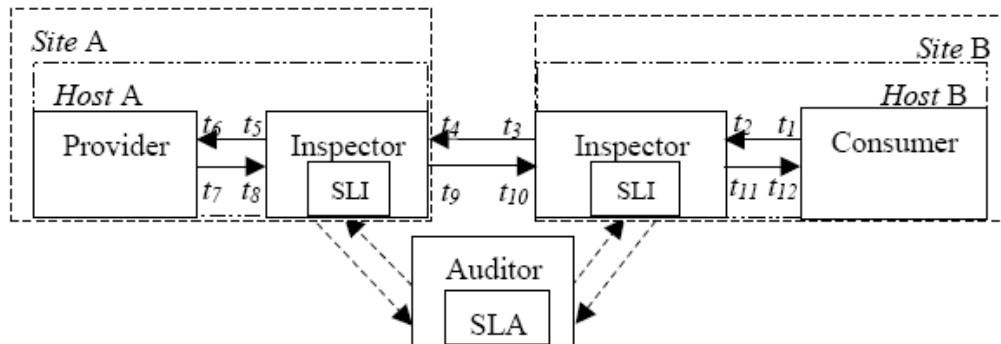 Site A
Site B
Host A
Host B
Provider
t6 t5
t7 t8
Inspector
SLI
t4 t3
t9 t10
Inspector
SLI
t2 t1
t11 t12
Consumer
Auditor
SLA